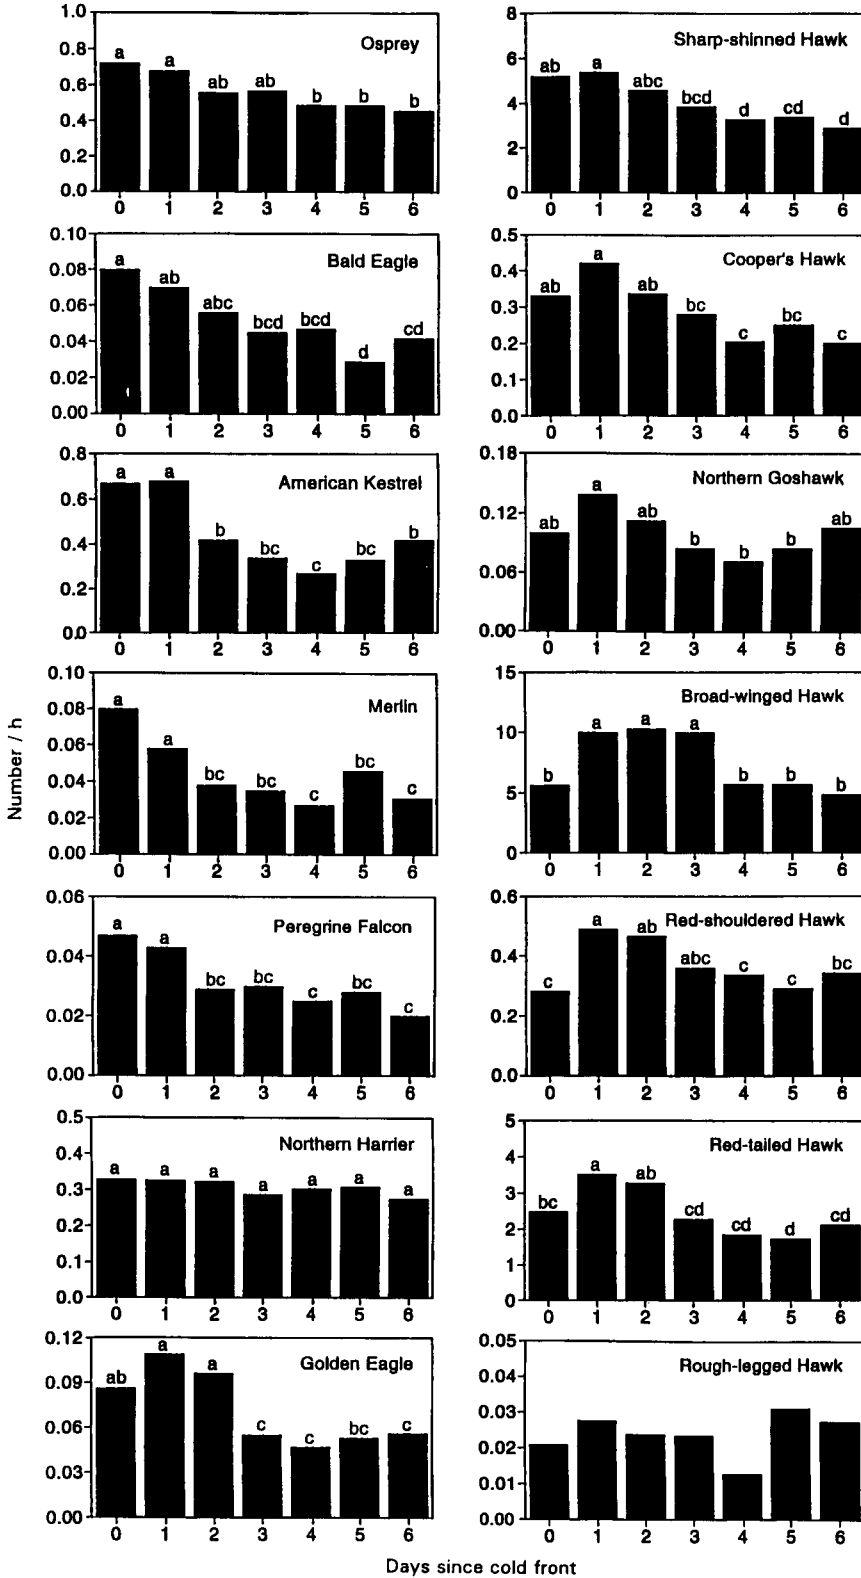 Number / h
Osprey
1.0
0.8
0.6
0.4
0.2
0.0
a a ab ab b b b
0 1 2 3 4 5 6
Sharp-shinned Hawk
8
6
4
2
0
ab a abc bcd d cd d
0 1 2 3 4 5 6
Bald Eagle
0.10
0.08
0.06
0.04
0.02
0.00
a ab abc bcd bcd d cd
0 1 2 3 4 5 6
Cooper's Hawk
0.5
0.4
0.3
0.2
0.1
0.0
ab a ab bc c bc c
0 1 2 3 4 5 6
American Kestrel
0.8
0.6
0.4
0.2
0.0
a a b bc c bc b
0 1 2 3 4 5 6
Northern Goshawk
0.18
0.12
0.06
0.00
ab a ab b b b ab
0 1 2 3 4 5 6
Merlin
0.10
0.08
0.06
0.04
0.02
0.00
a a bc bc c bc c
0 1 2 3 4 5 6
Broad-winged Hawk
15
10
5
0
b a a a b b b
0 1 2 3 4 5 6
Peregrine Falcon
0.06
0.04
0.02
0.00
a a bc bc c bc c
0 1 2 3 4 5 6
Red-shouldered Hawk
0.6
0.4
0.2
0.0
c a ab abc c c bc
0 1 2 3 4 5 6
Northern Harrier
0.5
0.4
0.3
0.2
0.1
0.0
a a a a a a a
0 1 2 3 4 5 6
Red-tailed Hawk
5
4
3
2
1
0
bc a ab cd cd d cd
0 1 2 3 4 5 6
Golden Eagle
0.12
0.09
0.06
0.03
0.00
ab a a c c bc c
0 1 2 3 4 5 6
Rough-legged Hawk
0.05
0.04
0.03
0.02
0.01
0.00
0 1 2 3 4 5 6
Days since cold front